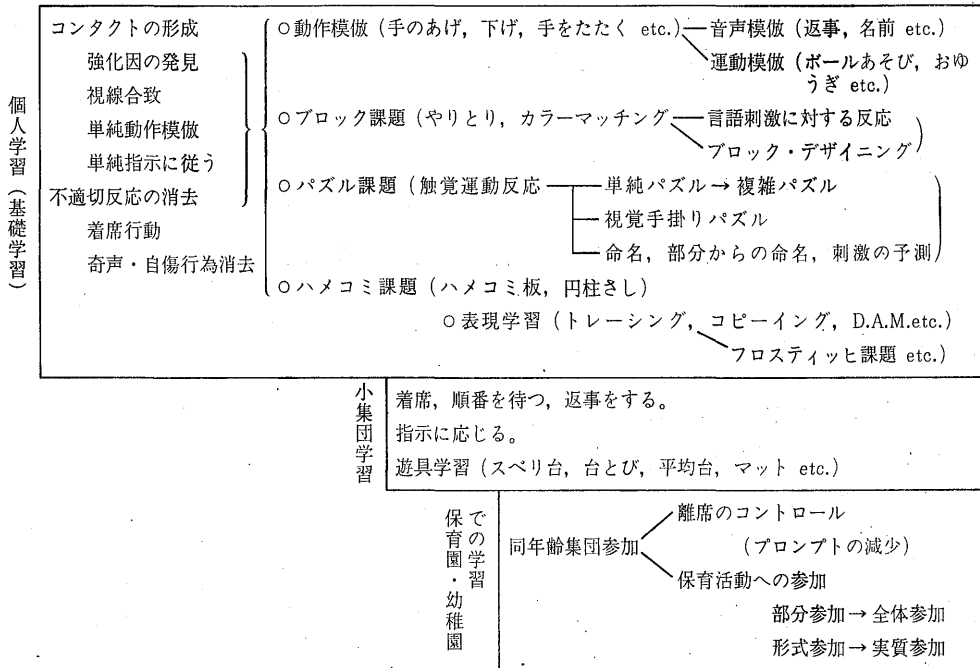 個人学習（基礎学習）
コンタクトの形成
強化因の発見
視線合致
単純動作模倣
単純指示に従う
不適切反応の消去
着席行動
奇声・自傷行為消去
○動作模倣（手のあげ，下げ，手をたたく etc.）音声模倣（返事，名前 etc.）
運動模倣（ボールあそび，おゆ
うぎ etc.）
○ブロック課題（やりとり，カラーマッチング 言語刺激に対する反応
ブロック・デザイニング）
○パズル課題（触覚運動反応 単純パズル→複雑パズル
視覚手掛りパズル
命名，部分からの命名，刺激の予測）
○ハメコミ課題（ハメコミ板，円柱さし）
○表現学習（トレーシング，コピーイング，D.A.M.etc.）
フロスティッヒ課題 etc.）
小集団学習
着席，順番を待つ，返事をする。
指示に応じる。
遊具学習（スベリ台，台とび，平均台，マット etc.）
保育園・幼稚園
での学習
同年齢集団参加
離席のコントロール
（プロンプトの減少）
保育活動への参加
部分参加→全体参加
形式参加→実質参加